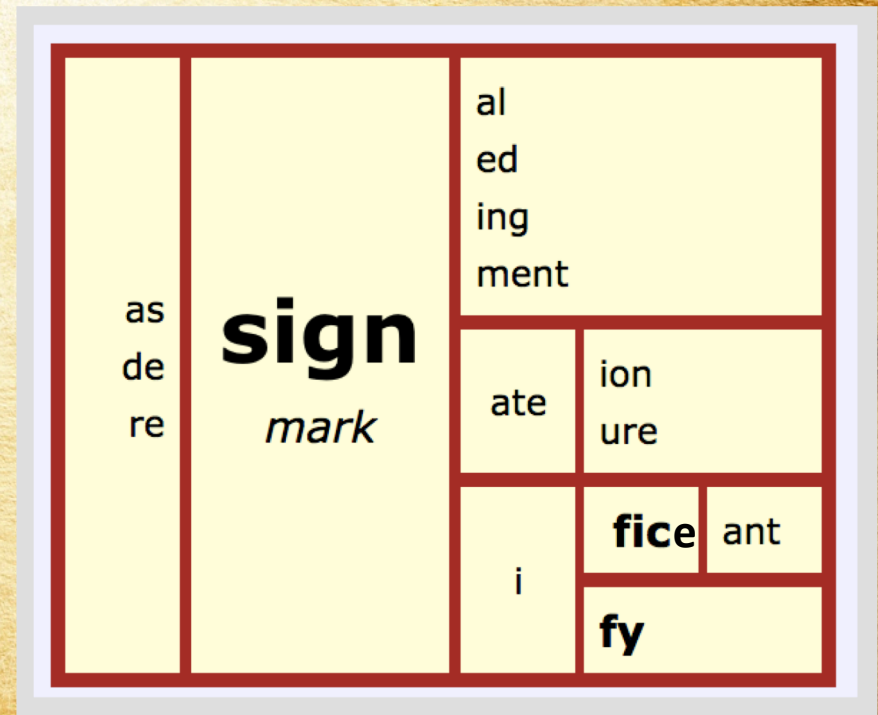 as
de
re
sign
mark
al
ed
ing
ment
ate
ion
ure
i
fice
ant
fy